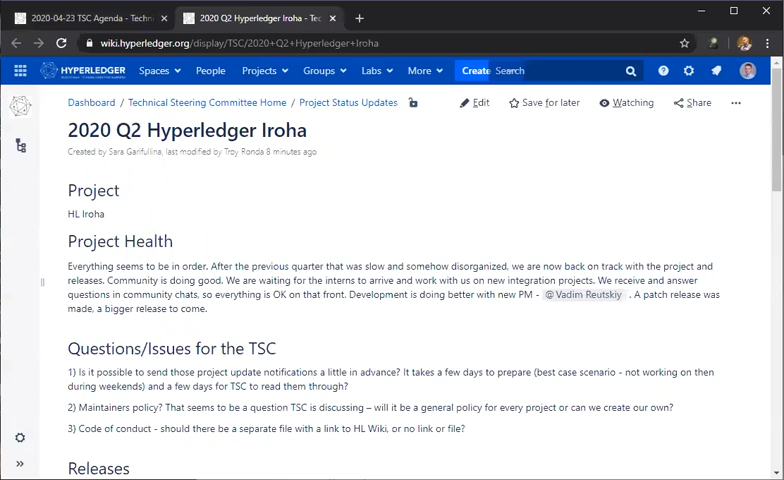 2020-04-23 TSC Agenda - Techni
2020 Q2 Hyperledger Iroha - Tec
wiki.hyperledger.org/display/TSC/2020+Q2+Hyperledger+Iroha
HYPERLEDGER Spaces People Projects Groups Labs More Create Search
Dashboard / Technical Steering Committee Home / Project Status Updates Edit Save for later Watching Share
2020 Q2 Hyperledger Iroha
Created by Sara Garifullina, last modified by Troy Ronda 8 minutes ago
Project
HL Iroha
Project Health
Everything seems to be in order. After the previous quarter that was slow and somehow disorganized, we are now back on track with the project and
releases. Community is doing good. We are waiting for the interns to arrive and work with us on new integration projects. We receive and answer
questions in community chats, so everything is OK on that front. Development is doing better with new PM - @Vadim Reutskiy . A patch release was
made, a bigger release to come.
Questions/Issues for the TSC
1) Is it possible to send those project update notifications a little in advance? It takes a few days to prepare (best case scenario - not working on then
during weekends) and a few days for TSC to read them through?
2) Maintainers policy? That seems to be a question TSC is discussing – will it be a general policy for every project or can we create our own?
3) Code of conduct - should there be a separate file with a link to HL Wiki, or no link or file?
Releases